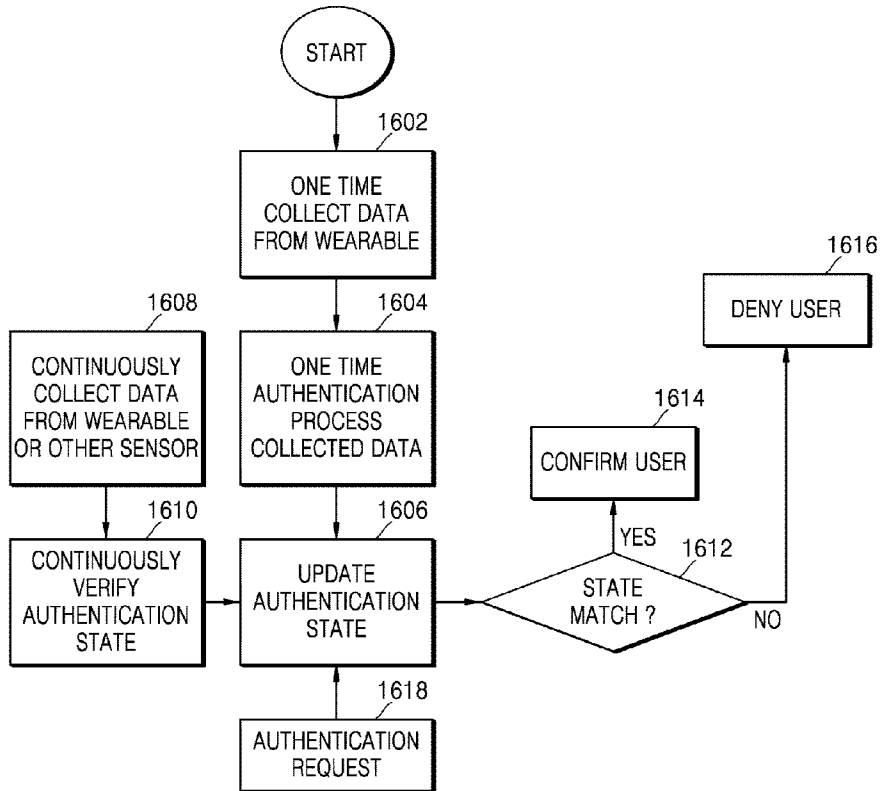 START
1602
ONE TIME
COLLECT DATA
FROM WEARABLE
1616
DENY USER
1608
CONTINUOUSLY
COLLECT DATA
FROM WEARABLE
OR OTHER SENSOR
1604
ONE TIME
AUTHENTICATION
PROCESS
COLLECTED DATA
1614
CONFIRM USER
1610
CONTINUOUSLY
VERIFY
AUTHENTICATION
STATE
1606
UPDATE
AUTHENTICATION
STATE
YES
1612
STATE
MATCH ?
NO
1618
AUTHENTICATION
REQUEST